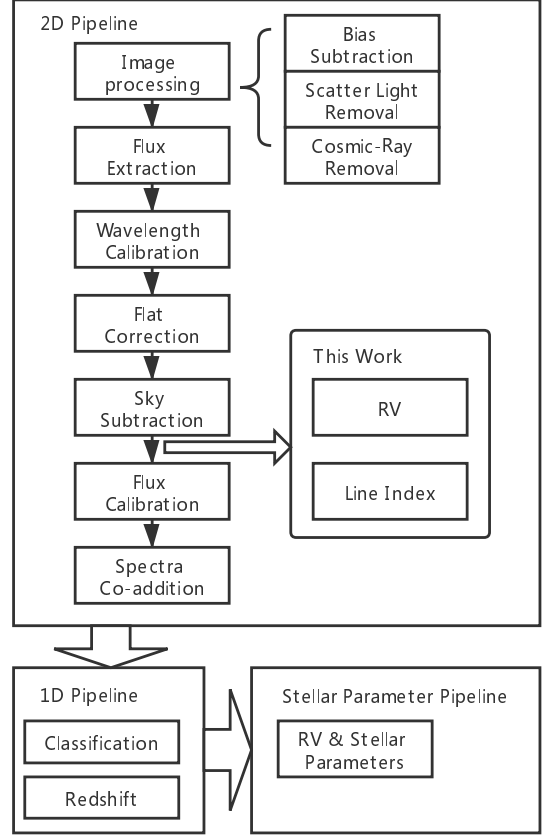 2D Pipeline
Image
processing
Bias
Subtraction
Scatter Light
Removal
Cosmic-Ray
Removal
Flux
Extraction
Wavelength
Calibration
Flat
Correction
Sky
Subtraction
This Work
RV
Line Index
Flux
Calibration
Spectra
Co-addition
1D Pipeline
Classification
Redshift
Stellar Parameter Pipeline
RV & Stellar
Parameters